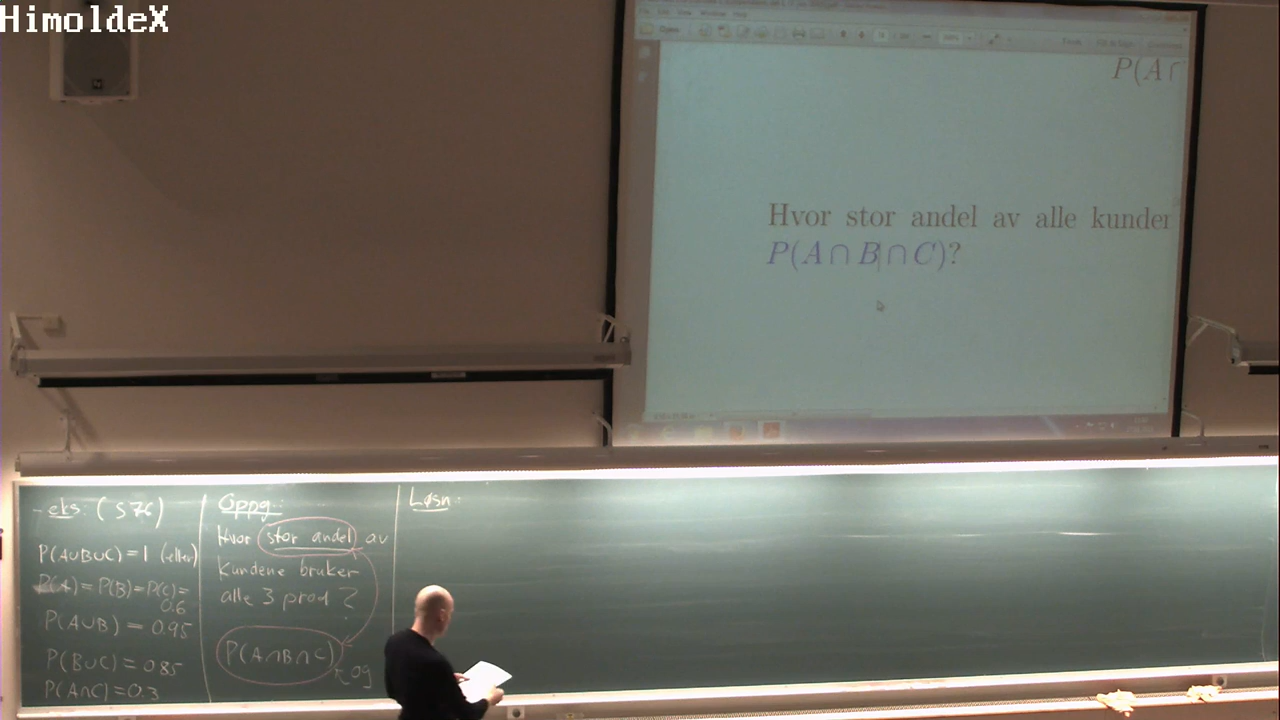 HimoldeX
P(A ∩
Hvor stor andel av alle kunder
P(A ∩ B ∩ C)?
- eks: (S 76)
P(A∪B∪C) = 1 (eller)
P(A) = P(B) = P(C) =
0.6
P(A∪B) = 0.95
P(B∪C) = 0.85
P(A∩C) = 0.3
Oppg:
Hvor stor andel av
kundene bruker
alle 3 prod ?
P(A∩B∩C)
og
Løsn: